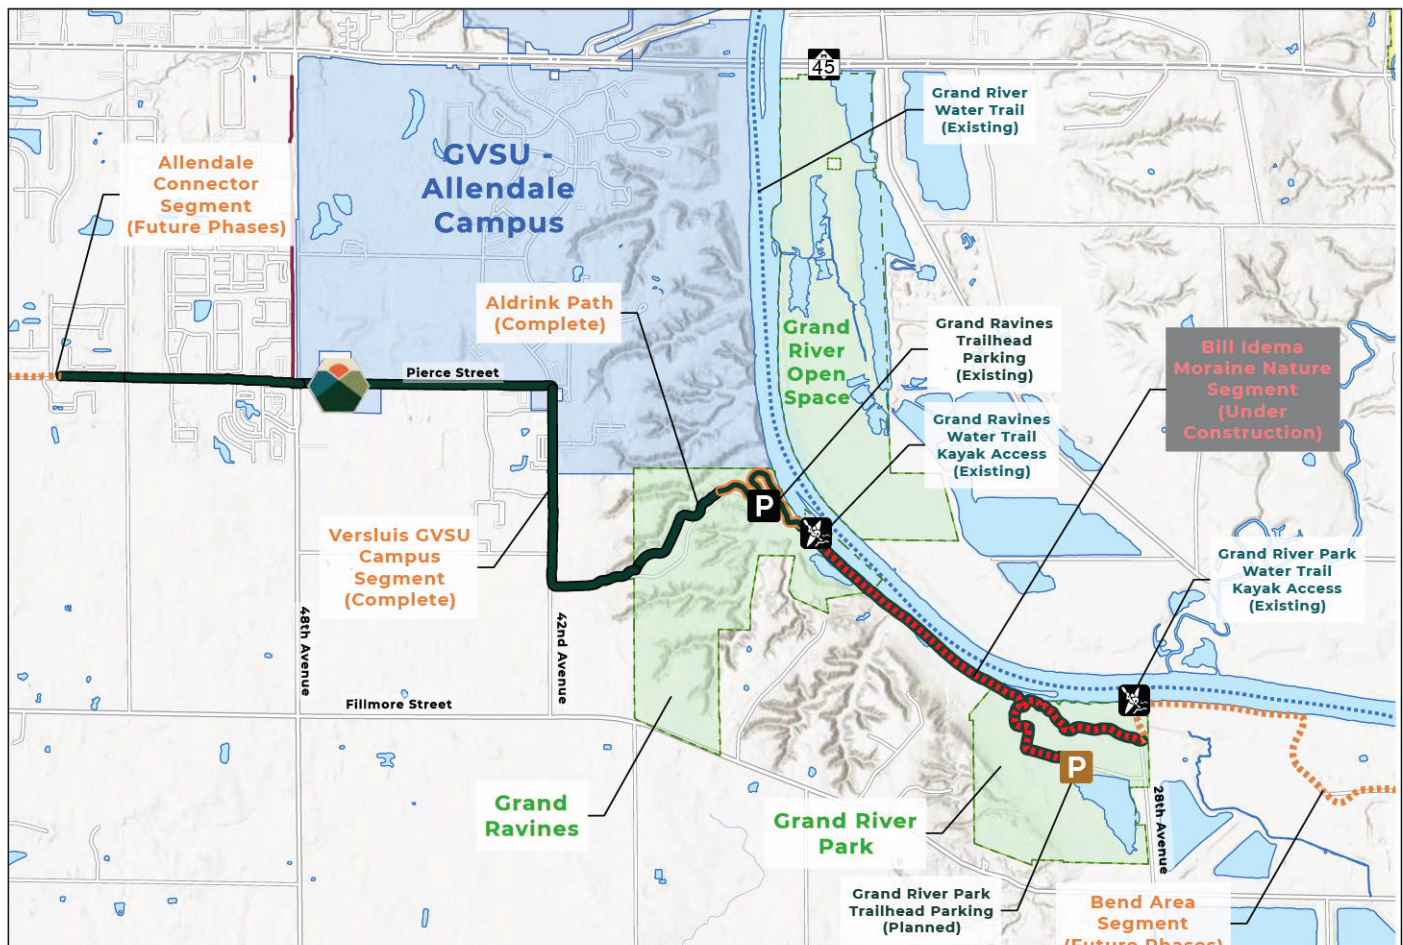 45
Grand River
Water Trail
(Existing)
Allendale
Connector
Segment
(Future Phases)
GVSU -
Allendale
Campus
Aldrink Path
(Complete)
Grand
River
Open
Space
Grand Ravines
Trailhead
Parking
(Existing)
Bill Idema
Moraine Nature
Segment
(Under
Construction)
Pierce Street
Grand Ravines
Water Trail
Kayak Access
(Existing)
P
Versluis GVSU
Campus
Segment
(Complete)
Grand River Park
Water Trail
Kayak Access
(Existing)
48th Avenue
42nd Avenue
Fillmore Street
P
28th Avenue
Grand
Ravines
Grand River
Park
Grand River Park
Trailhead Parking
(Planned)
Bend Area
Segment
(Future Phases)